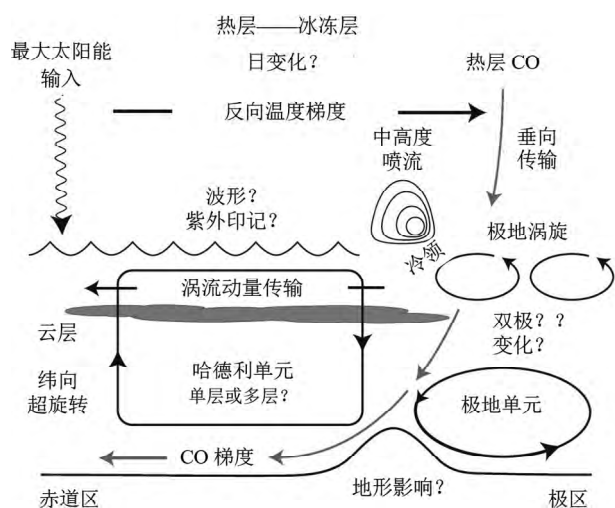 热层——冰冻层
最大太阳能
输入
日变化？
热层 CO
反向温度梯度
中高度
喷流
垂向
传输
波形？
紫外印记？
冷领
极地涡旋
涡流动量传输
云层
双极？？
变化？
纬向
超旋转
哈德利单元
单层或多层？
极地单元
CO 梯度
地形影响？
赤道区
极区